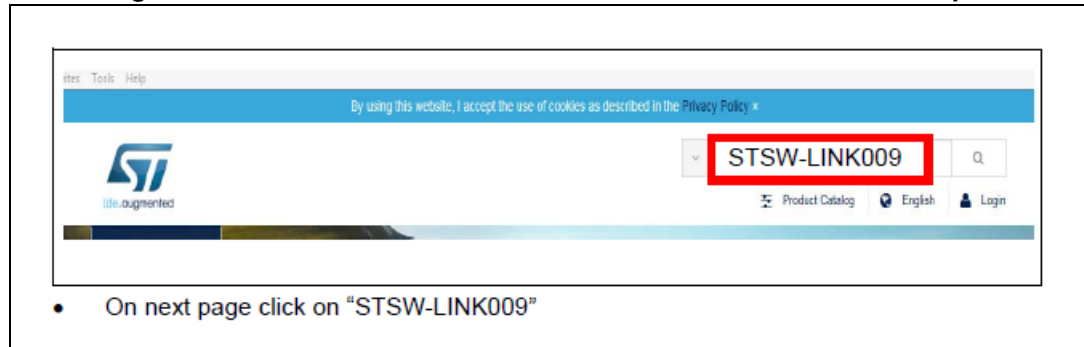 ites Tools Help
By using this website, I accept the use of cookies as described in the Privacy Policy x
STSW-LINK009
life.augmented
Product Catalog English Login
• On next page click on “STSW-LINK009”